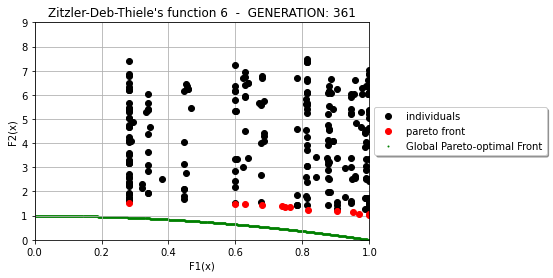 Zitzler-Deb-Thiele's function 6 - GENERATION: 361
9
8
7
6
5
4
3
2
1
0
F2(x)
0.0 0.2 0.4 0.6 0.8 1.0
F1(x)
individuals
pareto front
Global Pareto-optimal Front